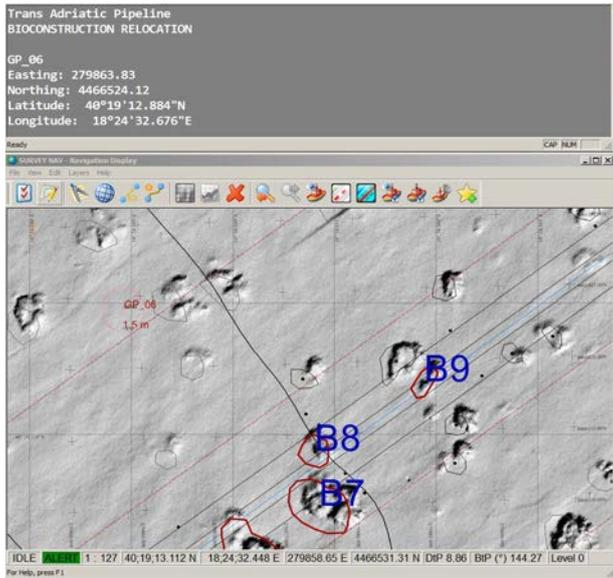 Trans Adriatic Pipeline
BIOCONSTRUCTION RELOCATION
GP_06
Easting: 279863.83
Northing: 4466524.12
Latitude: 40°19'12.884"N
Longitude: 18°24'32.676"E
Ready
CAP NUM
SURVEY NAV - Navigation Display
File View Edit Layers Help
GP_06
1.5 m
B9
B8
B7
IDLE ALERT 1 : 127 40;19;13.112 N 18;24;32.448 E 279858.65 E 4466531.31 N DtP 8.86 BtP (°) 144.27 Level 0
For Help, press F1